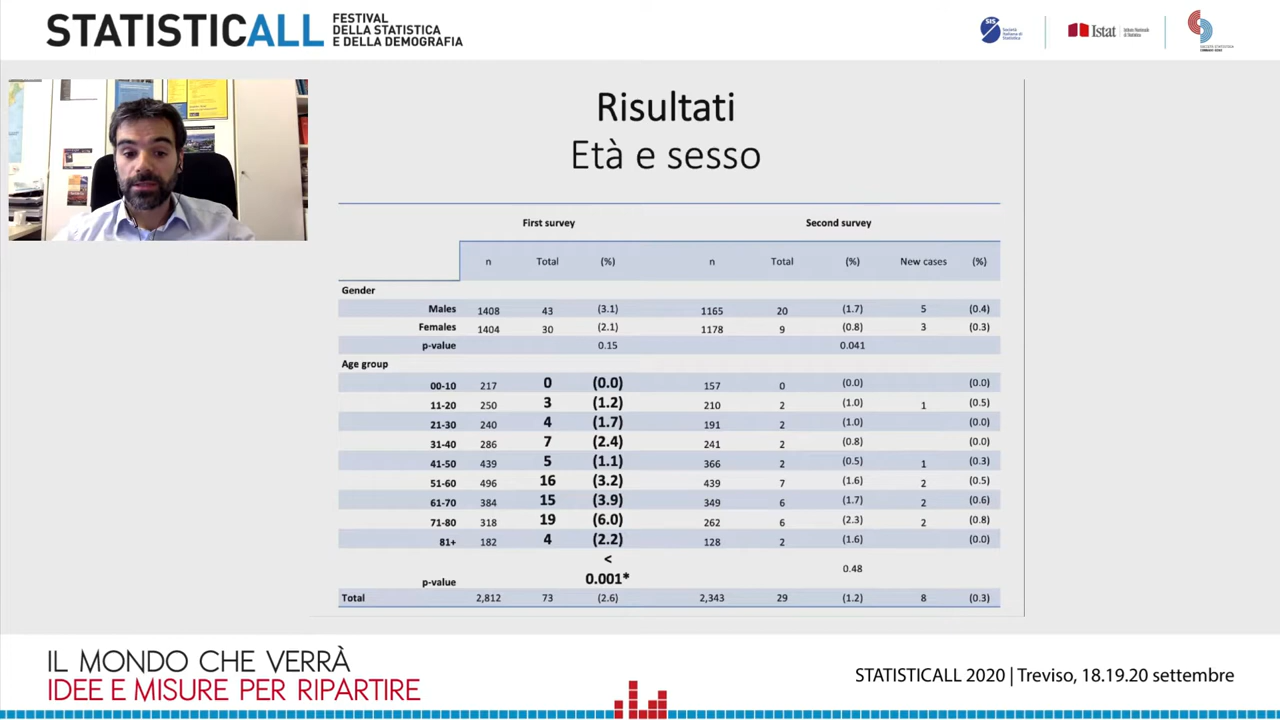 STATISTICALL FESTIVAL DELLA STATISTICA E DELLA DEMOGRAFIA
SIS Società Italiana di Statistica
Istat Istituto Nazionale di Statistica
Risultati
Età e sesso
First survey Second survey
n Total (%) n Total (%) New cases (%)
Gender
Males 1408 43 (3.1) 1165 20 (1.7) 5 (0.4)
Females 1404 30 (2.1) 1178 9 (0.8) 3 (0.3)
p-value 0.15 0.041
Age group
00-10 217 0 (0.0) 157 0 (0.0) (0.0)
11-20 250 3 (1.2) 210 2 (1.0) 1 (0.5)
21-30 240 4 (1.7) 191 2 (1.0) (0.0)
31-40 286 7 (2.4) 241 2 (0.8) (0.0)
41-50 439 5 (1.1) 366 2 (0.5) 1 (0.3)
51-60 496 16 (3.2) 439 7 (1.6) 2 (0.5)
61-70 384 15 (3.9) 349 6 (1.7) 2 (0.6)
71-80 318 19 (6.0) 262 6 (2.3) 2 (0.8)
81+ 182 4 (2.2) 128 2 (1.6) (0.0)
p-value < 0.001* 0.48
Total 2,812 73 (2.6) 2,343 29 (1.2) 8 (0.3)
IL MONDO CHE VERRÀ
IDEE E MISURE PER RIPARTIRE
STATISTICALL 2020 | Treviso, 18.19.20 settembre